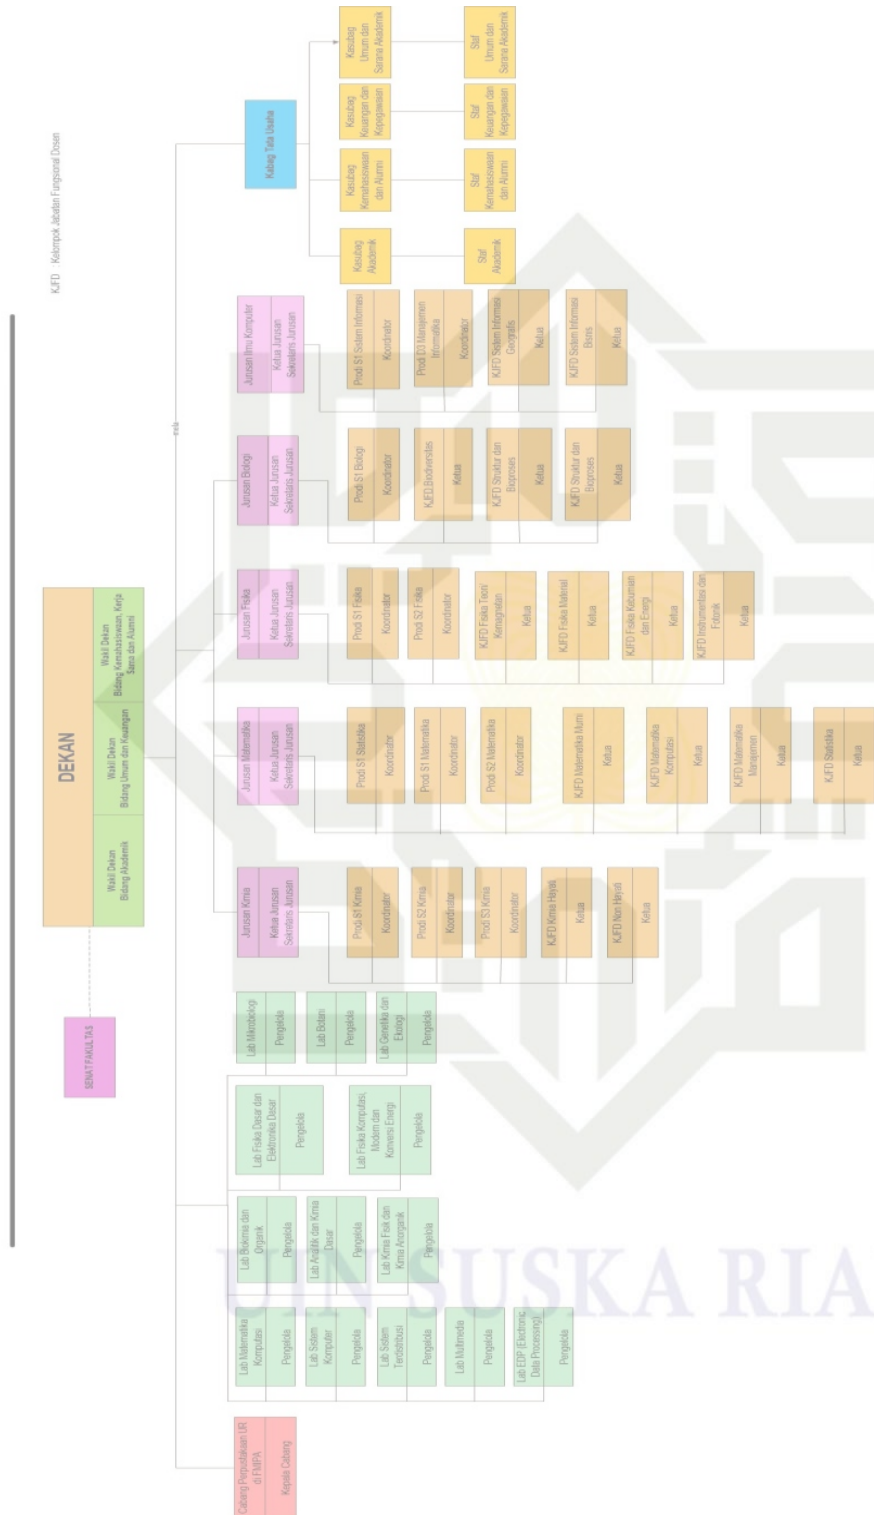 KJFD : Kelompok Jabatan Fungsional Dosen
SENAT FAKULTAS
DEKAN
Wakil Dekan
Bidang Akademik
Wakil Dekan
Bidang Umum dan Keuangan
Wakil Dekan
Bidang Kemahasiswaan, Kerja
Sama dan Alumni
Cabang Perpustakaan UR
di FMIPA
Kepala Cabang
Lab Matematika
Komputasi
Pengelola
Lab Sistem
Komputer
Pengelola
Lab Sistem
Terdistribusi
Pengelola
Lab Multimedia
Pengelola
Lab EDP (Electronic
Data Processing)
Pengelola
Lab Biokimia dan
Organik
Pengelola
Lab Analitik dan Kimia
Dasar
Pengelola
Lab Kimia Fisik dan
Kimia Anorganik
Pengelola
Lab Fisika Dasar dan
Elektronika Dasar
Pengelola
Lab Fisika Komputasi,
Modern dan
Konversi Energi
Pengelola
Lab Mikrobiologi
Pengelola
Lab Botani
Pengelola
Lab Genetika dan
Ekologi
Pengelola
Jurusan Kimia
Ketua Jurusan
Sekretaris Jurusan
Prodi S1 Kimia
Koordinator
Prodi S2 Kimia
Koordinator
Prodi S3 Kimia
Koordinator
KJFD Kimia Hayati
Ketua
KJFD Non Hayati
Ketua
Jurusan Matematika
Ketua Jurusan
Sekretaris Jurusan
Prodi S1 Statistika
Koordinator
Prodi S1 Matematika
Koordinator
Prodi S2 Matematika
Koordinator
KJFD Matematika Murni
Ketua
KJFD Matematika
Komputasi
Ketua
KJFD Matematika
Manajemen
Ketua
KJFD Statistika
Ketua
Jurusan Fisika
Ketua Jurusan
Sekretaris Jurusan
Prodi S1 Fisika
Koordinator
Prodi S2 Fisika
Koordinator
KJFD Fisika Teori/
Kemagnetan
Ketua
KJFD Fisika Material
Ketua
KJFD Fisika Kebumian
dan Energi
Ketua
KJFD Instrumentasi dan
Fotonik
Ketua
Jurusan Biologi
Ketua Jurusan
Sekretaris Jurusan
Prodi S1 Biologi
Koordinator
KJFD Biodiversitas
Ketua
KJFD Struktur dan
Bioproses
Ketua
KJFD Struktur dan
Bioproses
Ketua
Jurusan Ilmu Komputer
Ketua Jurusan
Sekretaris Jurusan
Prodi S1 Sistem Informasi
Koordinator
Prodi D3 Manajemen
Informatika
Koordinator
KJFD Sistem Informasi
Geografis
Ketua
KJFD Sistem Informasi
Bisnis
Ketua
Kabag Tata Usaha
Kasubag
Akademik
Staf
Akademik
Kasubag
Kemahasiswaan
dan Alumni
Staf
Kemahasiswaan
dan Alumni
Kasubag
Keuangan dan
Kepegawaian
Staf
Keuangan dan
Kepegawaian
Kasubag
Umum dan
Sarana Akademik
Staf
Umum dan
Sarana Akademik
UIN SUSKA RIA